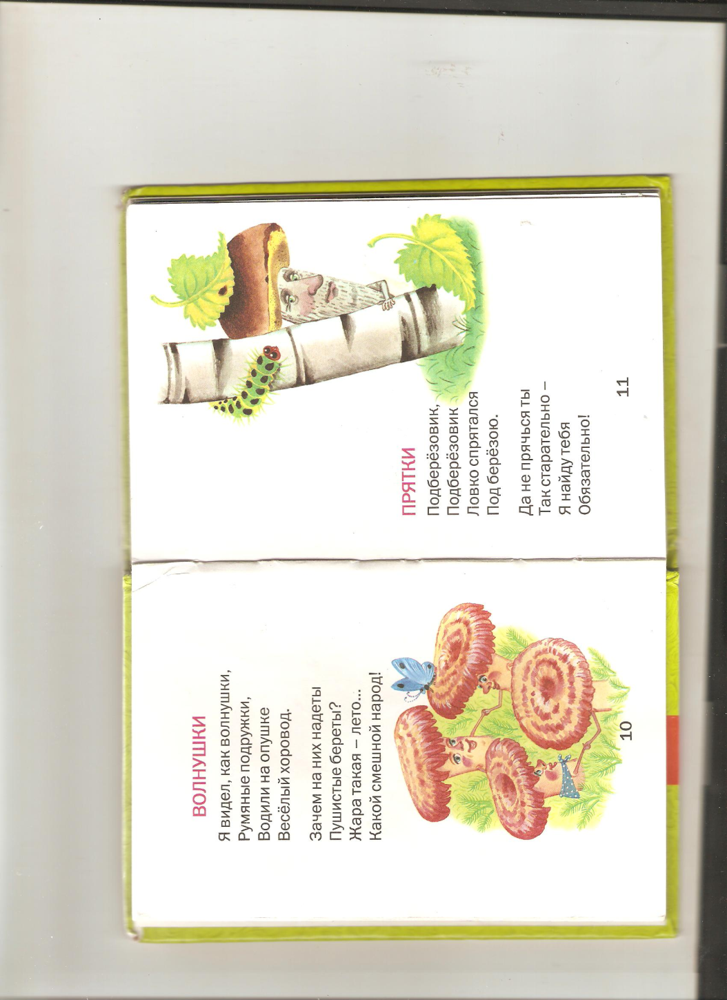 ВОЛНУШКИ
Я видел, как волнушки,
Румяные подружки,
Водили на опушке
Весёлый хоровод.
Зачем на них надеты
Пушистые береты?
Жара такая – лето...
Какой смешной народ!
10
ПРЯТКИ
Подберёзовик,
Подберёзовик
Ловко спрятался
Под берёзою.
Да не прячься ты
Так старательно –
Я найду тебя
Обязательно!
11